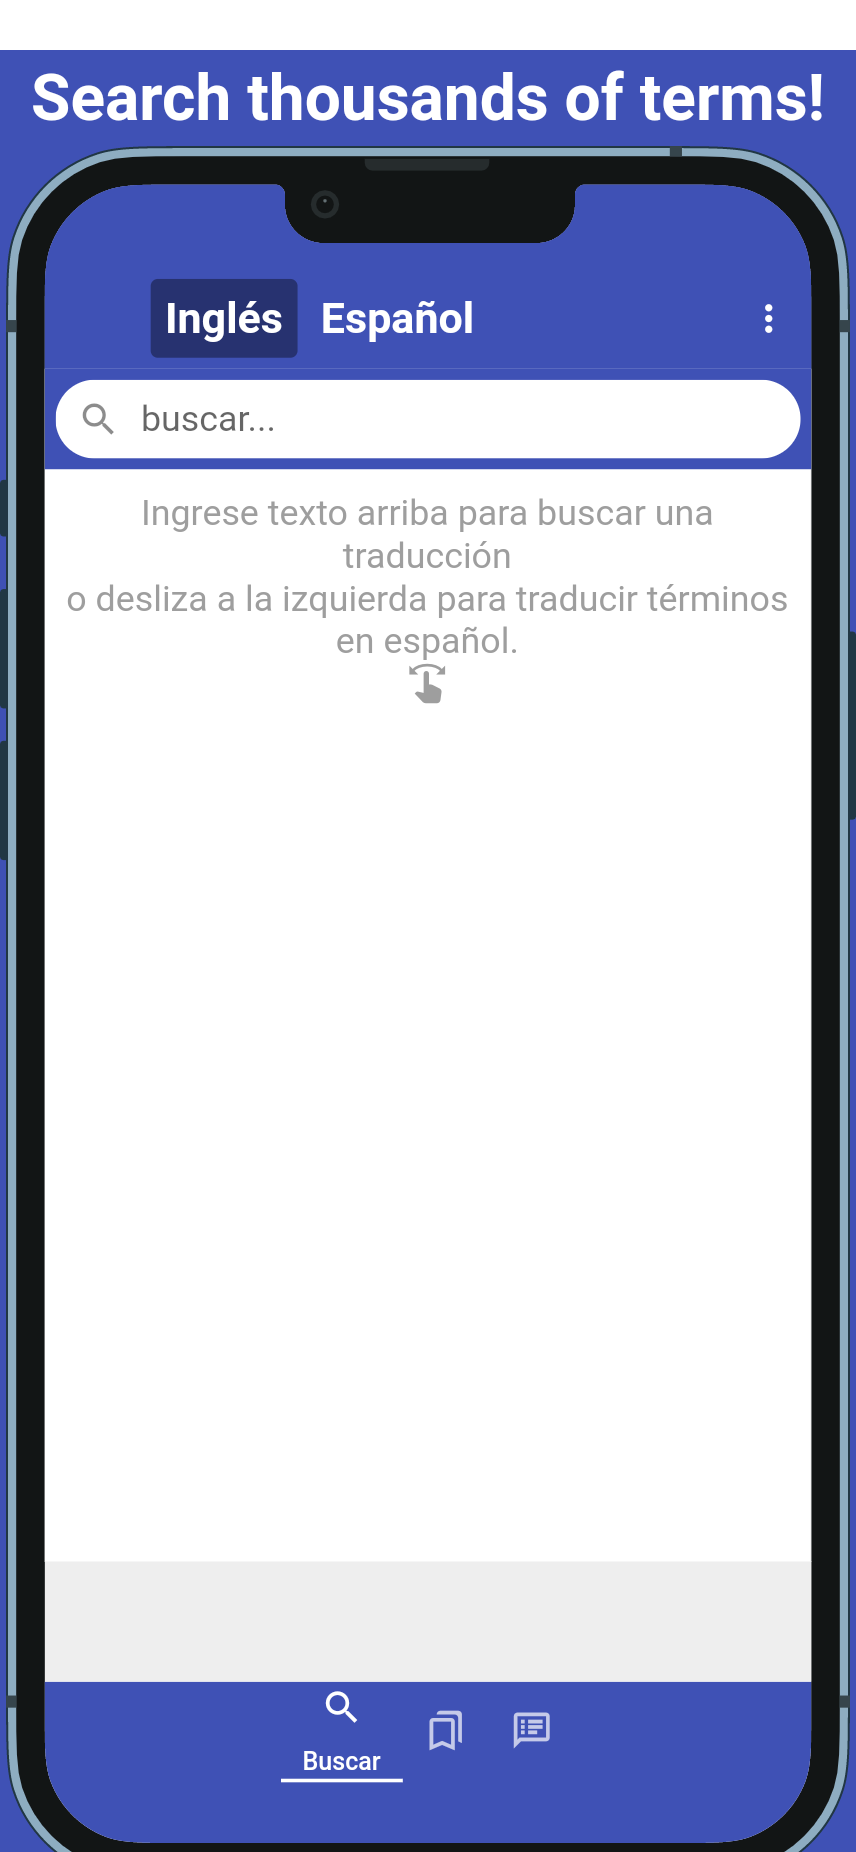 Search thousands of terms!
Inglés Español
buscar...
Ingrese texto arriba para buscar una
traducción
o desliza a la izquierda para traducir términos
en español.
Buscar